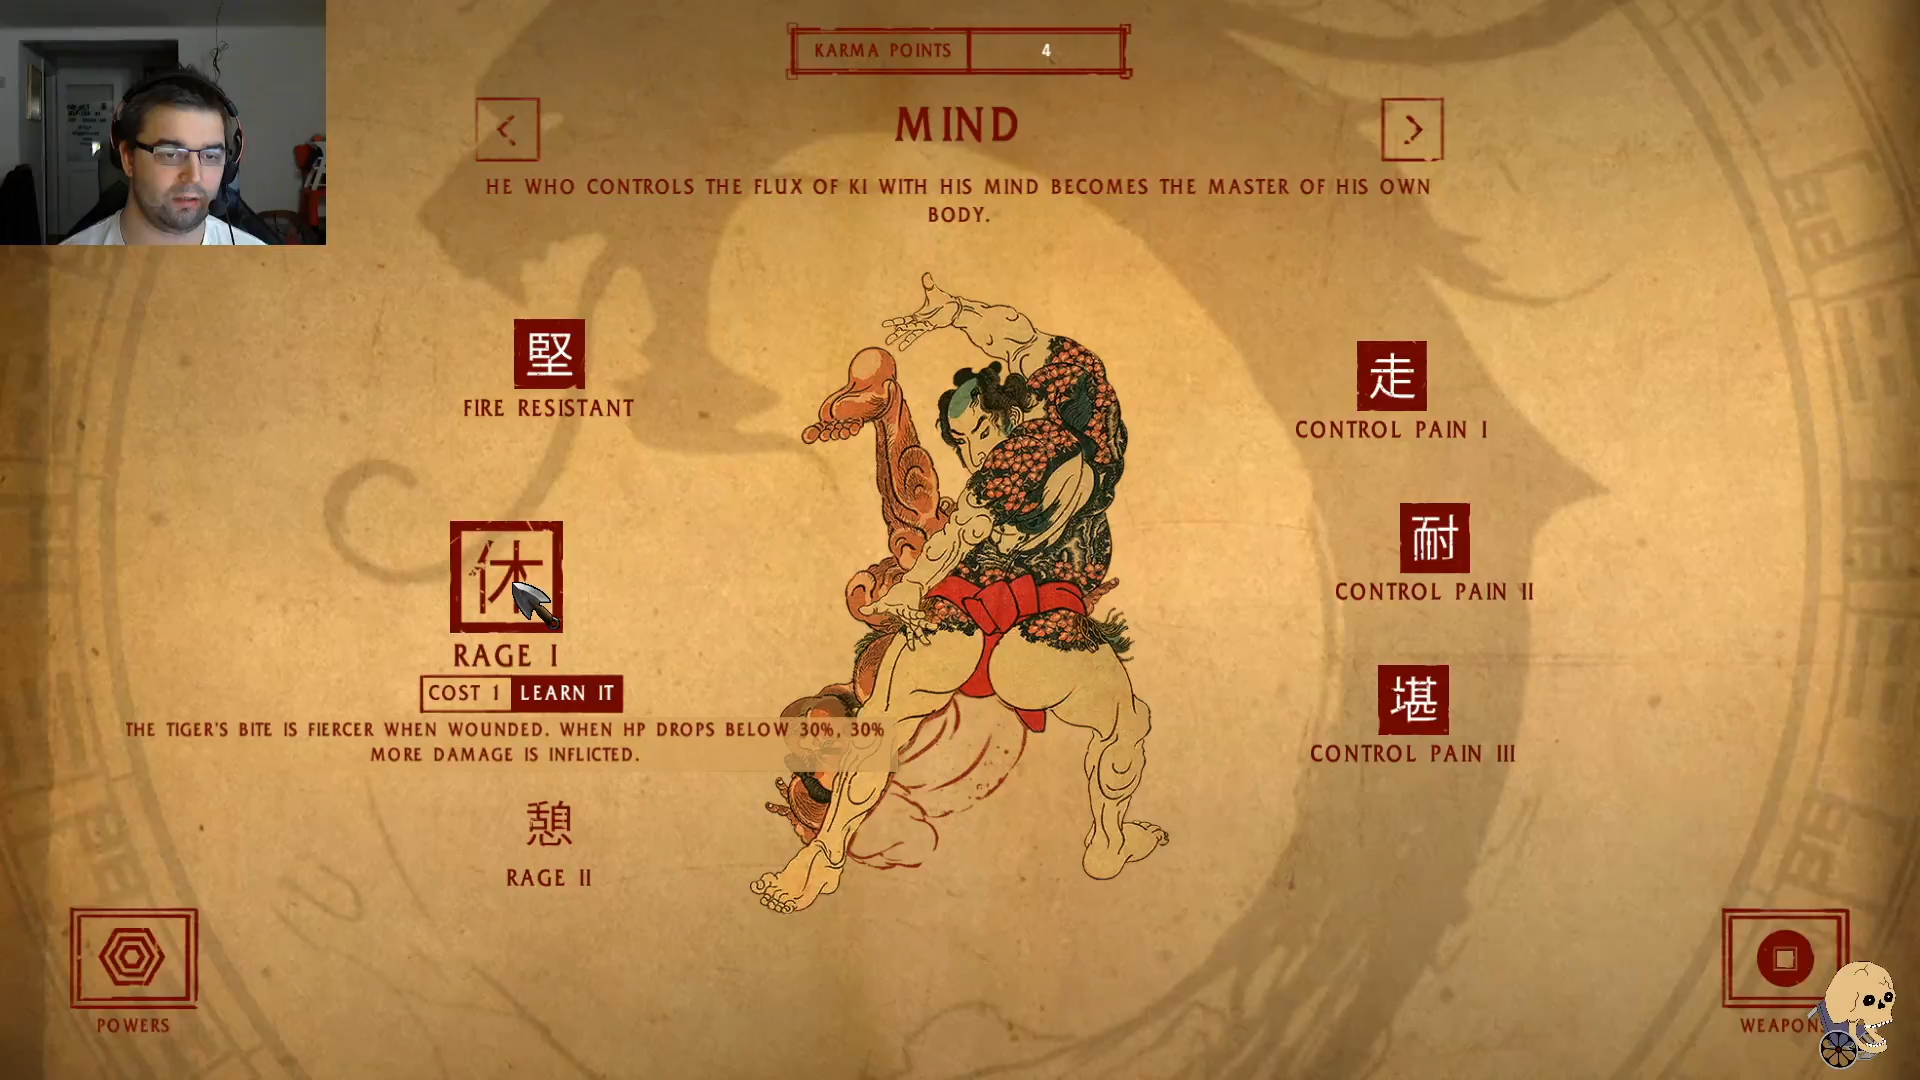 KARMA POINTS 4
<
MIND
>
HE WHO CONTROLS THE FLUX OF KI WITH HIS MIND BECOMES THE MASTER OF HIS OWN
BODY.
堅
FIRE RESISTANT
走
CONTROL PAIN I
耐
CONTROL PAIN II
休
RAGE I
COST 1 LEARN IT
THE TIGER'S BITE IS FIERCER WHEN WOUNDED. WHEN HP DROPS BELOW 30%, 30%
MORE DAMAGE IS INFLICTED.
堪
CONTROL PAIN III
憩
RAGE II
POWERS
WEAPONS